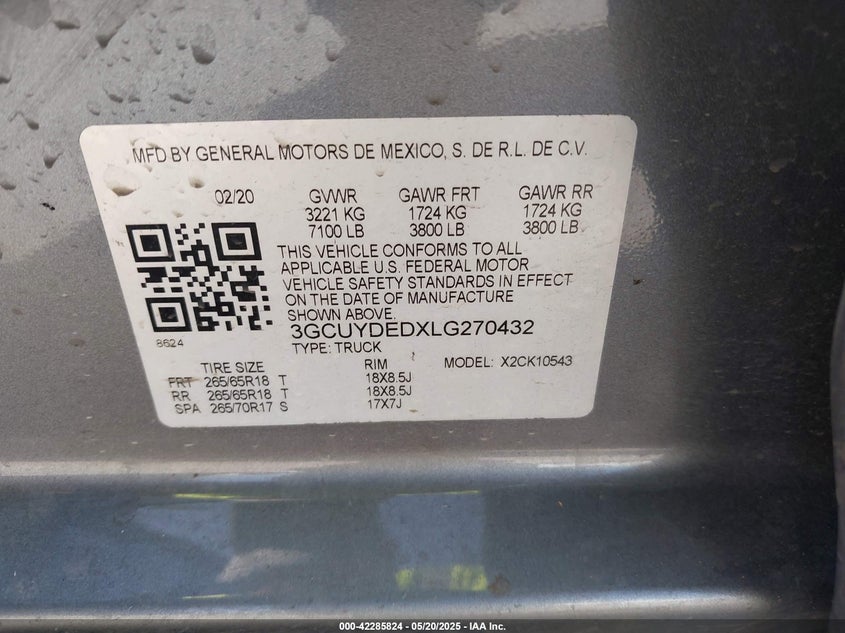 MFD BY GENERAL MOTORS DE MEXICO, S. DE R.L. DE C.V.
02/20 GVWR GAWR FRT GAWR RR
3221 KG 1724 KG 1724 KG
7100 LB 3800 LB 3800 LB
THIS VEHICLE CONFORMS TO ALL
APPLICABLE U.S. FEDERAL MOTOR
VEHICLE SAFETY STANDARDS IN EFFECT
ON THE DATE OF MANUFACTURE
SHOWN ABOVE.
3GCUYDEDXLG270432
8624 TYPE: TRUCK
TIRE SIZE RIM MODEL: X2CK10543
FRT 265/65R18 T 18X8.5J
RR 265/65R18 T 18X8.5J
SPA 265/70R17 S 17X7J
000-42285824 - 05/20/2025 - IAA Inc.